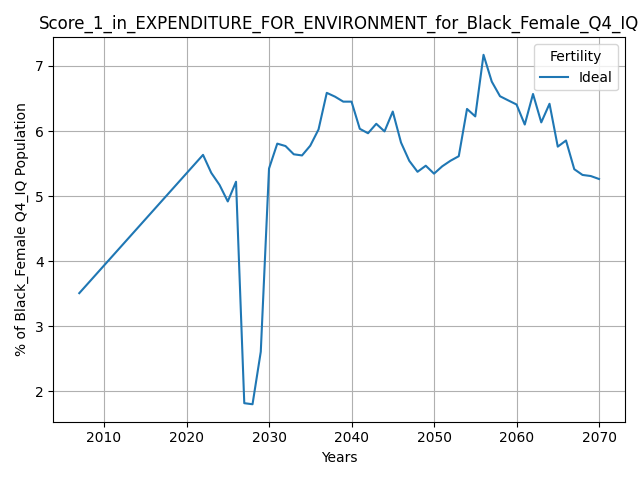 Score_1_in_EXPENDITURE_FOR_ENVIRONMENT_for_Black_Female_Q4_IQ
Fertility
Ideal
% of Black_Female Q4_IQ Population
7
6
5
4
3
2
2010 2020 2030 2040 2050 2060 2070
Years